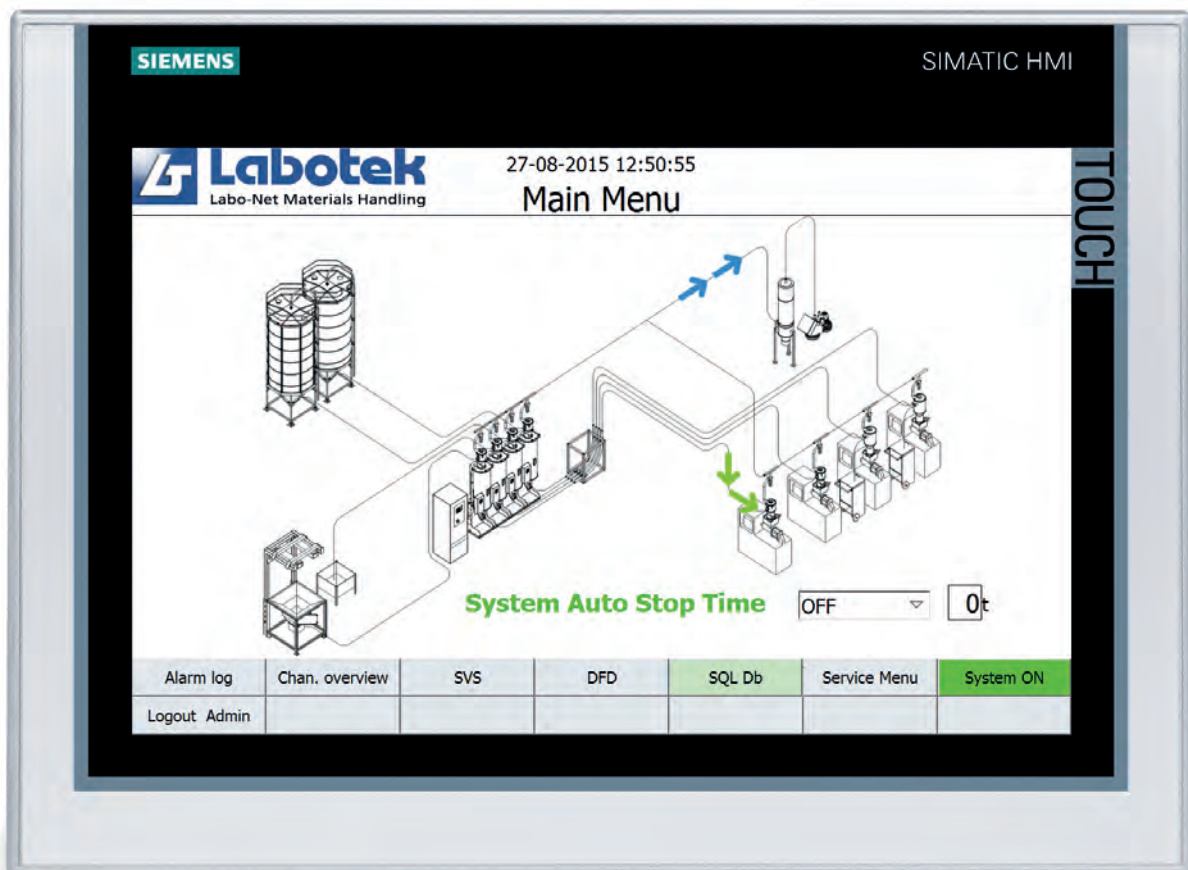 SIEMENS
SIMATIC HMI
TOUCH
Labotek
Labo-Net Materials Handling
27-08-2015 12:50:55
Main Menu
System Auto Stop Time
OFF
0t
Alarm log
Chan. overview
SVS
DFD
SQL Db
Service Menu
System ON
Logout Admin